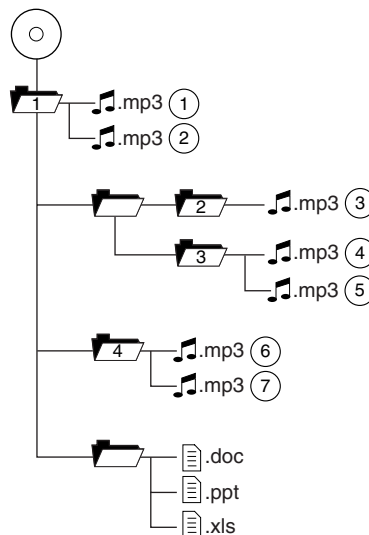 1 .mp3 1
.mp3 2
2 .mp3 3
3 .mp3 4
.mp3 5
4 .mp3 6
.mp3 7
.doc
.ppt
.xls